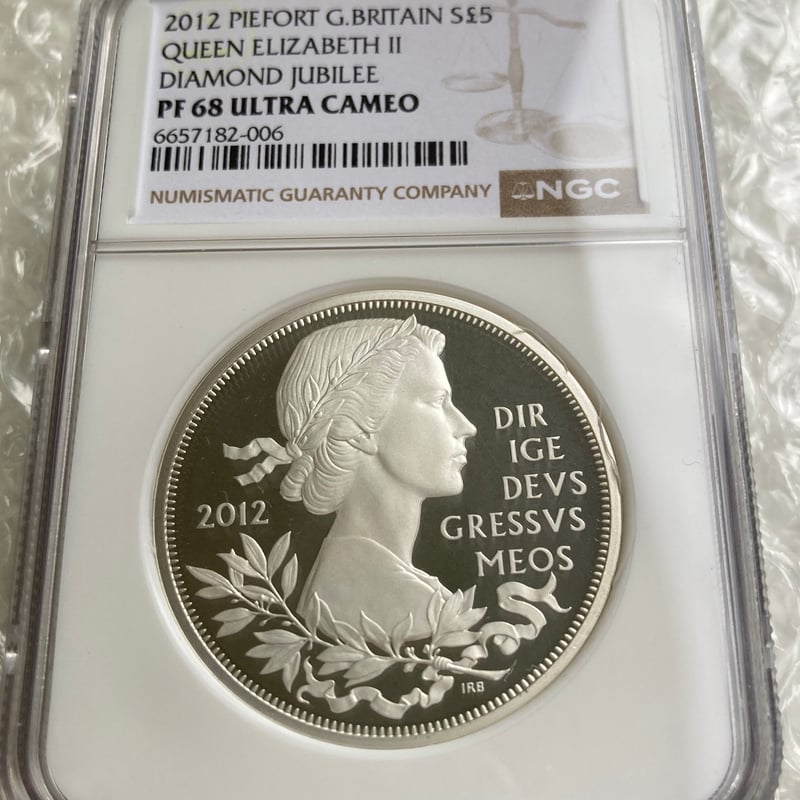 2012 PIEFORT G.BRITAIN S£5
QUEEN ELIZABETH II
DIAMOND JUBILEE
PF 68 ULTRA CAMEO
6657182-006
NUMISMATIC GUARANTY COMPANY NGC
DIR
IGE
DEVS
2012 GRESSVS
MEOS
IRB